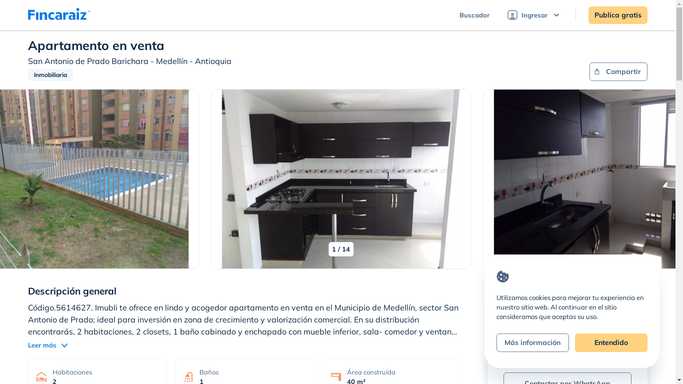 Fincaraiz
Buscador
Ingresar
Publica gratis
Apartamento en venta
San Antonio de Prado Barichara - Medellín - Antioquia
Inmobiliaria
Compartir
1 / 14
Descripción general
Código.5614627. Imubli te ofrece en lindo y acogedor apartamento en venta en el Municipio de Medellín, sector San
Antonio de Prado; ideal para inversión en zona de crecimiento y valorización comercial. En su distribución
encontrarás, 2 habitaciones, 2 closets, 1 baño cabinado y enchapado con mueble inferior, sala- comedor y ventan...
Leer más
Habitaciones
2
Baños
1
Área construida
40 m²
Utilizamos cookies para mejorar tu experiencia en
nuestro sitio web. Al continuar en el sitio
consideramos que aceptas su uso.
Más información
Entendido
Contactar por WhatsApp